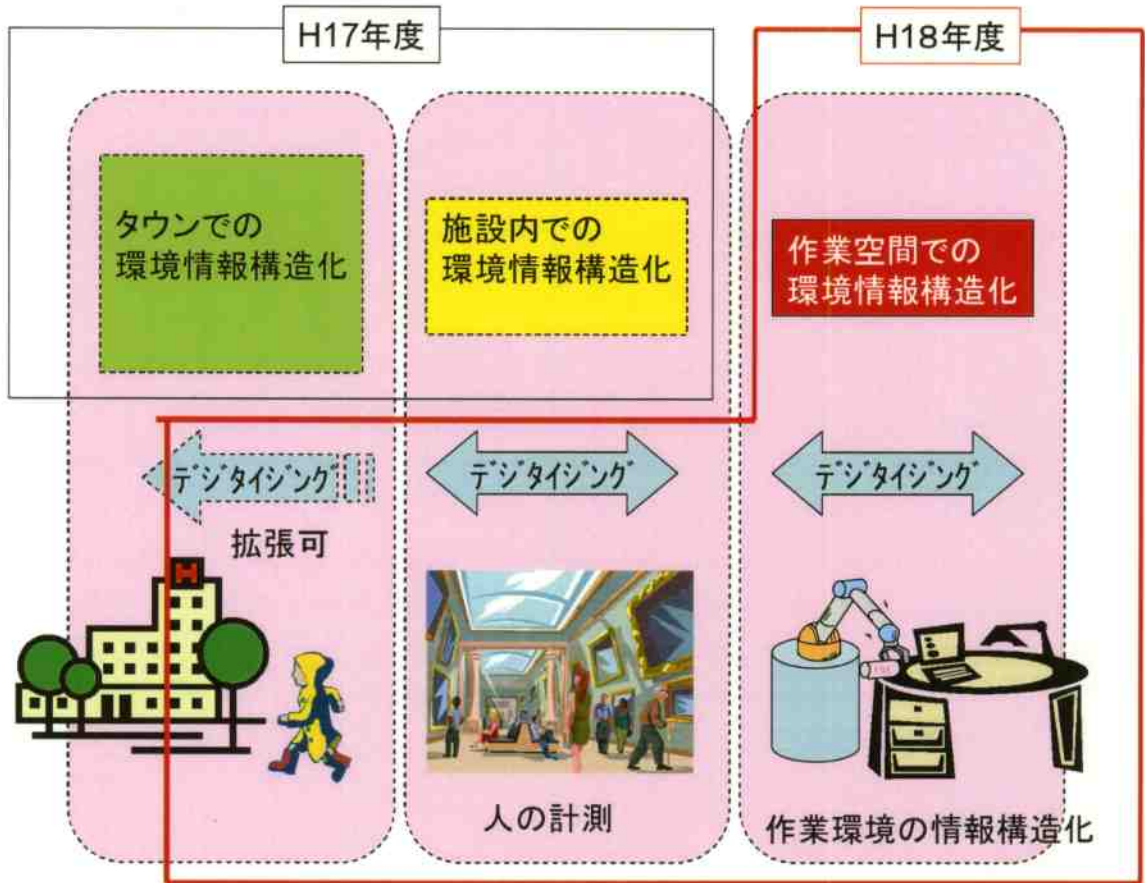 H17年度
H18年度
タウンでの
環境情報構造化
施設内での
環境情報構造化
作業空間での
環境情報構造化
デジタイジング
デジタイジング
デジタイジング
拡張可
H
人の計測
作業環境の情報構造化